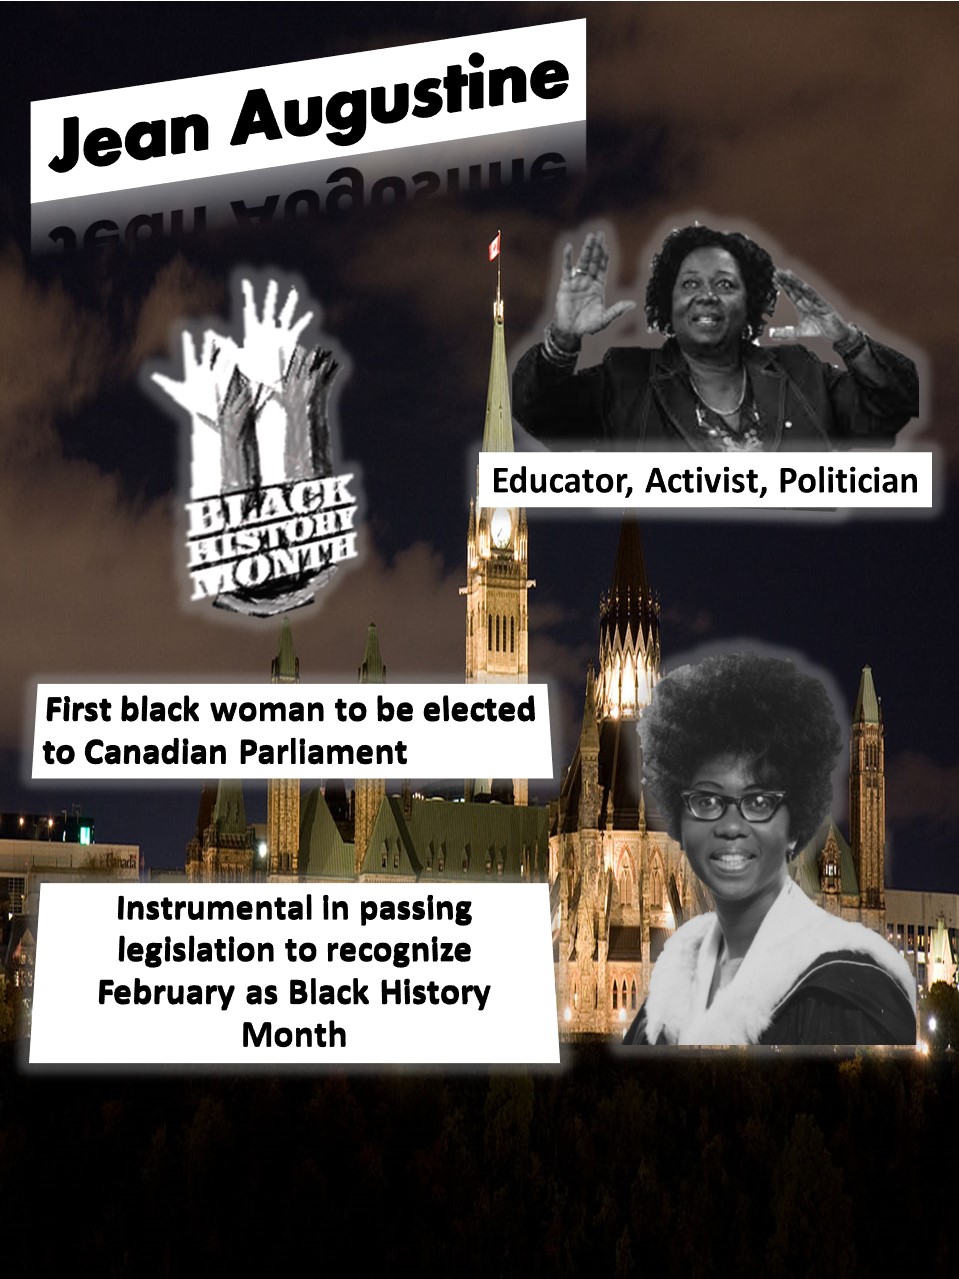 Jean Augustine
Educator, Activist, Politician
BLACK
HISTORY
MONTH
First black woman to be elected
to Canadian Parliament
Canada
Instrumental in passing
legislation to recognize
February as Black History
Month